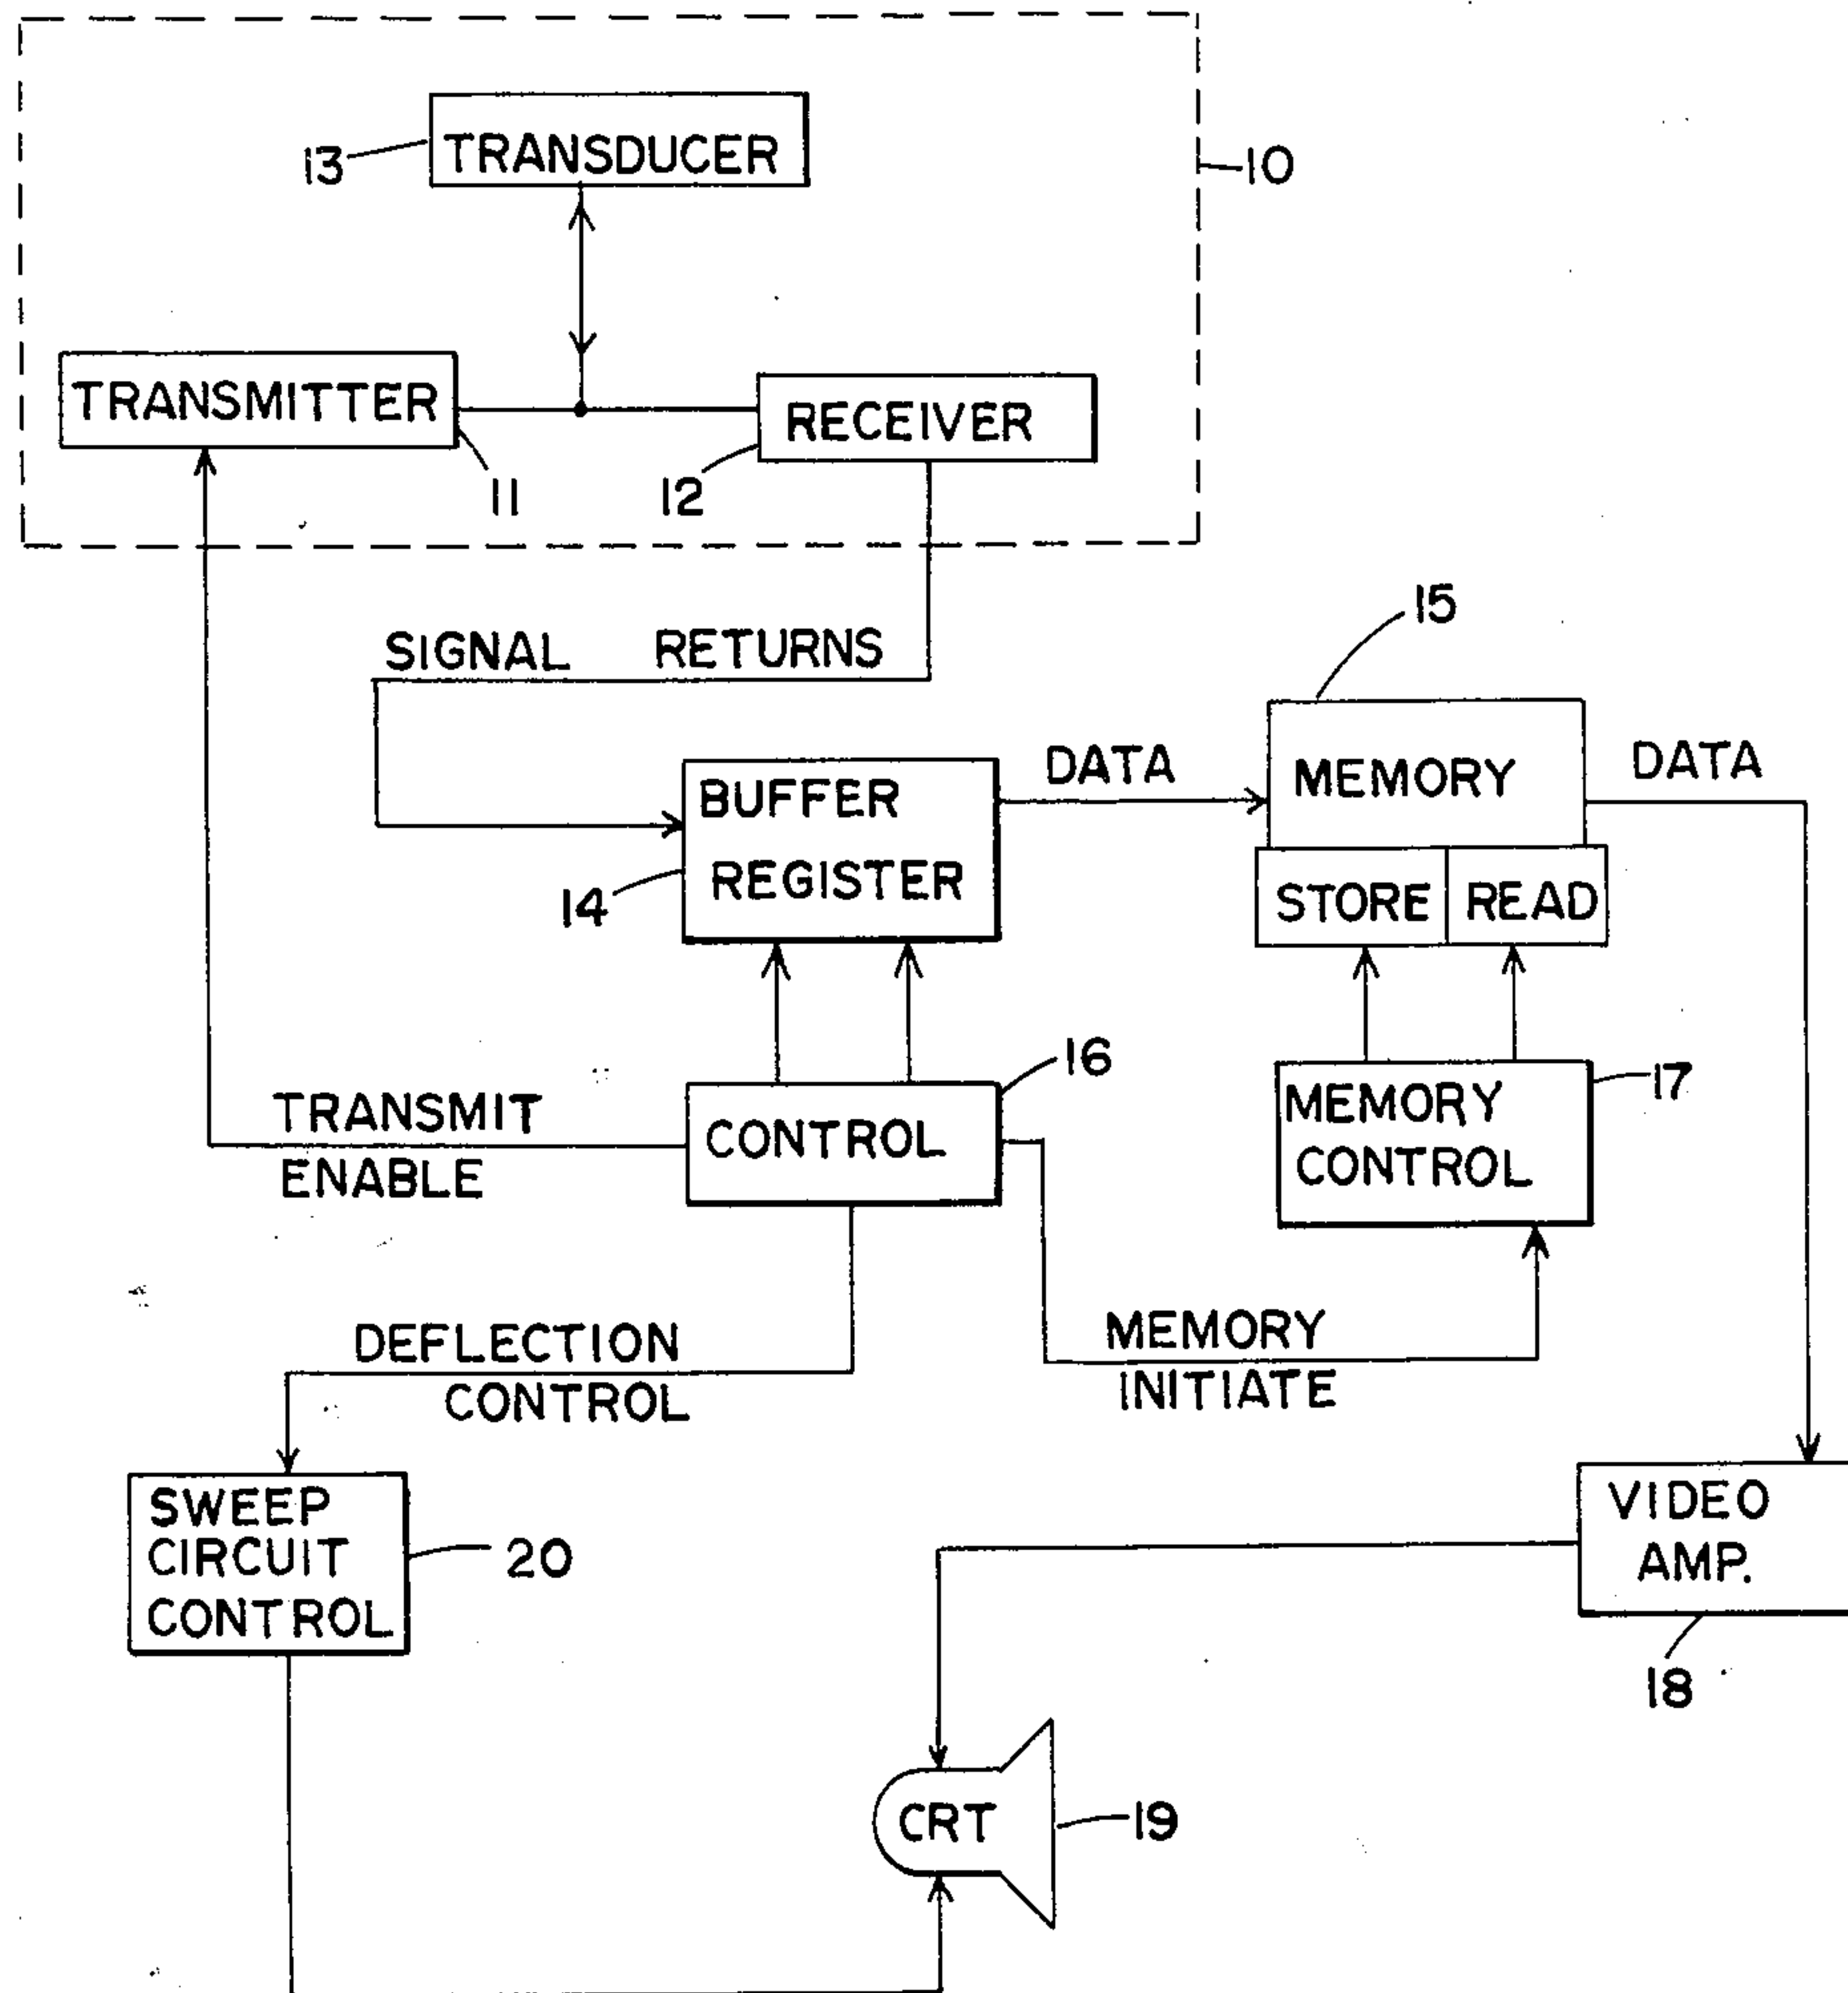 TRANSDUCER
13
10
TRANSMITTER
RECEIVER
11
12
SIGNAL RETURNS
15
BUFFER
REGISTER
14
DATA
MEMORY
DATA
STORE
READ
16
17
TRANSMIT
ENABLE
CONTROL
MEMORY
CONTROL
DEFLECTION
CONTROL
MEMORY
INITIATE
SWEEP
CIRCUIT
CONTROL
20
VIDEO
AMP.
18
CRT
19